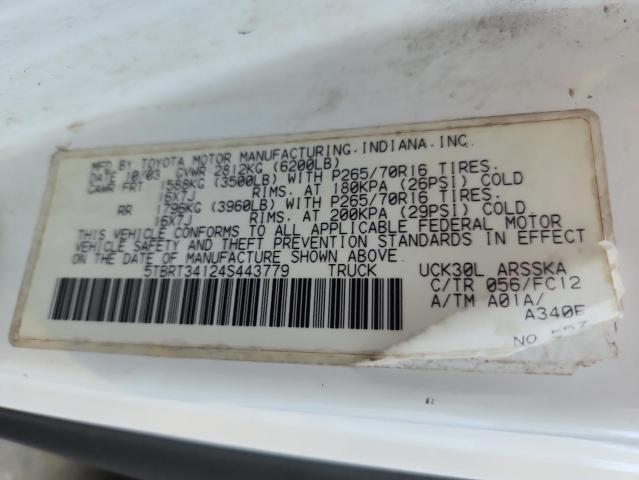 MFD. BY TOYOTA MOTOR MANUFACTURING, INDIANA, INC.
DATE 10/03 GVWR 2812KG (6200LB)
GAWR FRT 1588KG (3500LB) WITH P265/70R16 TIRES.
16X7J RIMS. AT 180KPA (26PSI) COLD
RR 1796KG (3960LB) WITH P265/70R16 TIRES.
16X7J RIMS. AT 200KPA (29PSI) COLD
THIS VEHICLE CONFORMS TO ALL APPLICABLE FEDERAL MOTOR
VEHICLE SAFETY AND THEFT PREVENTION STANDARDS IN EFFECT
ON THE DATE OF MANUFACTURE SHOWN ABOVE.
5TBRT34124S443779 TRUCK UCK30L ARSSKA
C/TR 056/FC12
A/TM A01A/
A340E
NO. 557